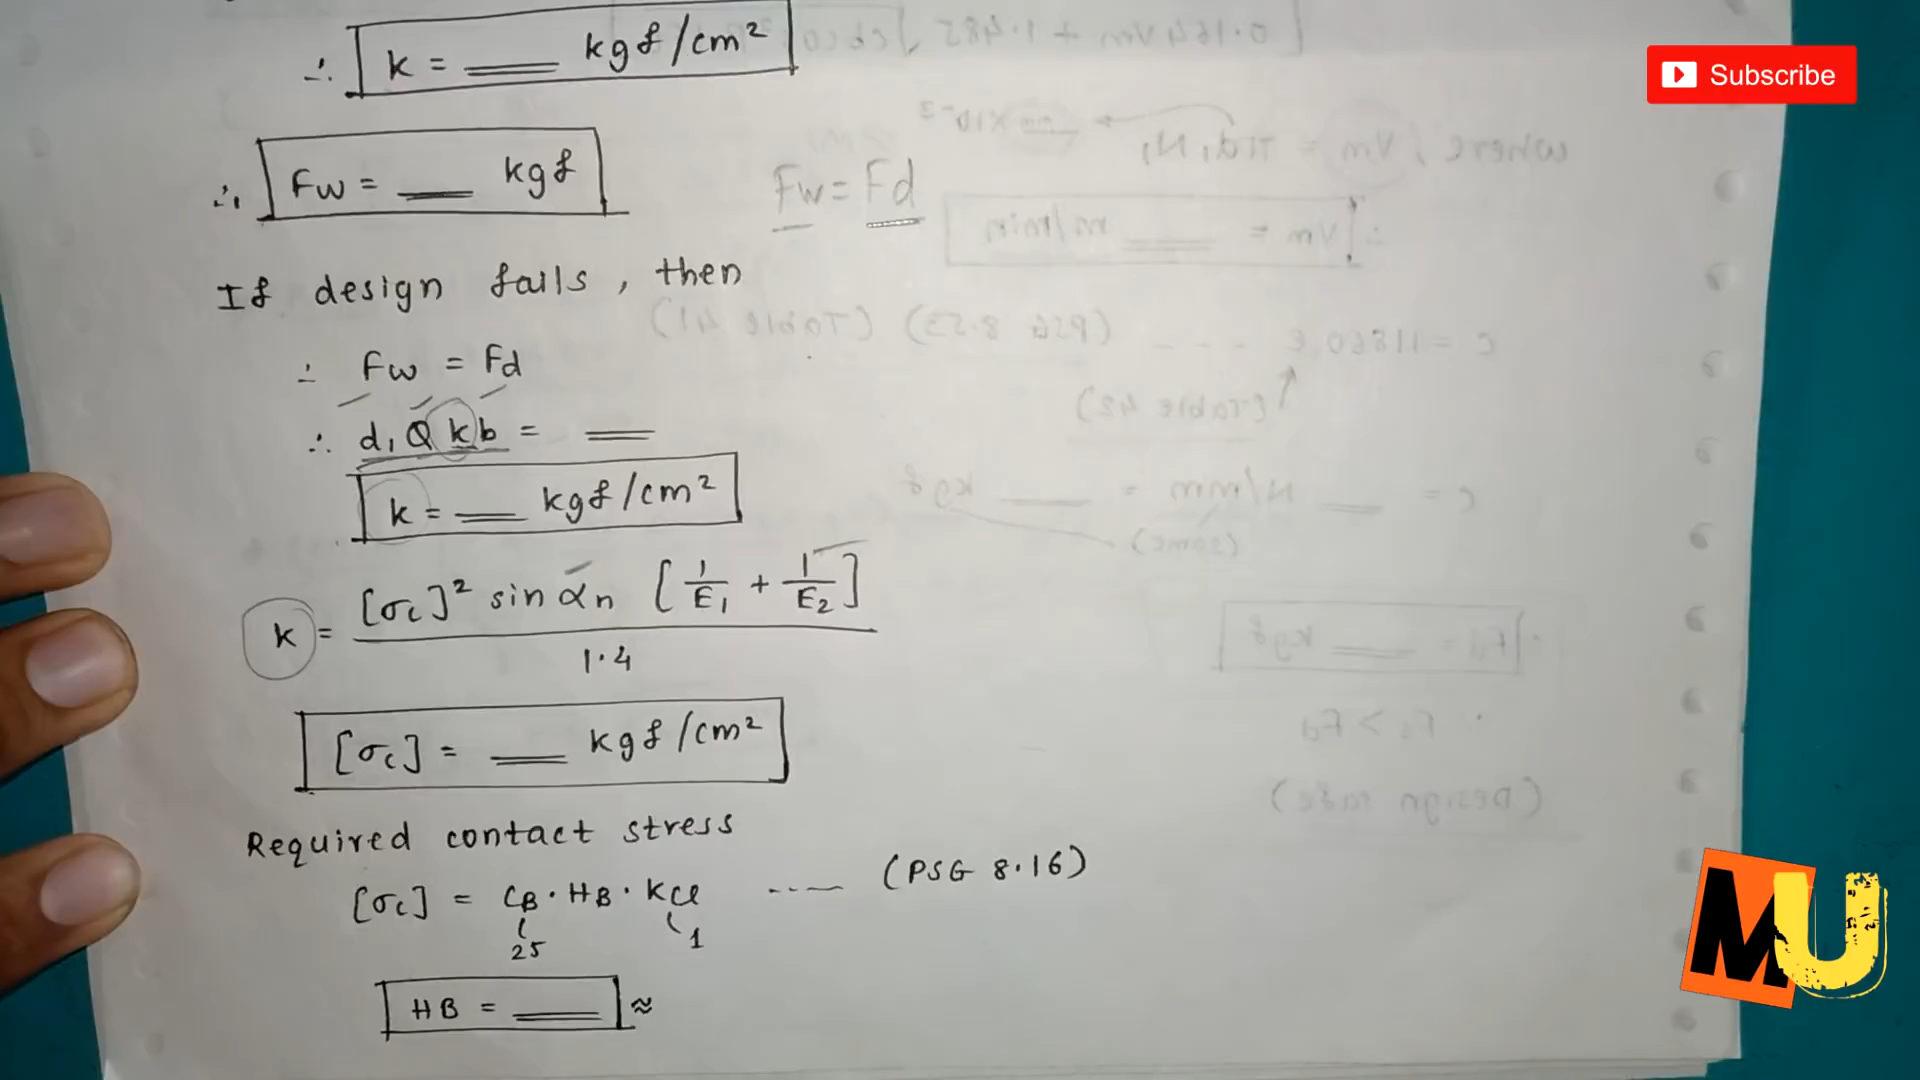 ∴ k = ___ kgf/cm²
Subscribe
∴ Fw = ___ kgf
Fw = Fd
If design fails, then
∴ Fw = Fd
∴ d₁ Q k b = ___
k = ___ kgf/cm²
k = [σc]² sin αn [1/E₁ + 1/E₂] / 1.4
[σc] = ___ kgf/cm²
Required contact stress
[σc] = CB · HB · Kcl ---- (PSG 8.16)
25 1
HB = ___ ≈
MU